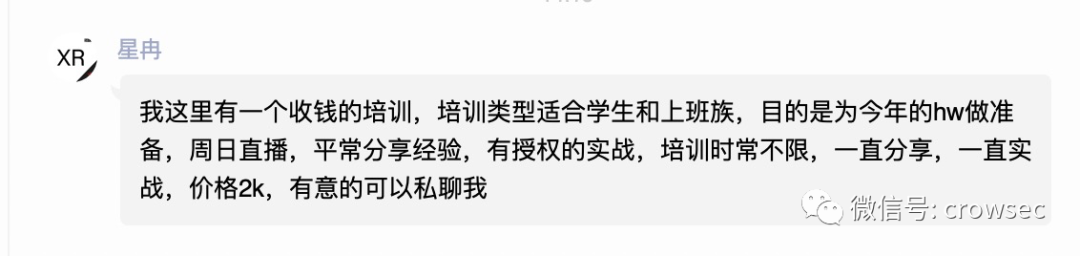 XR
星冉
我这里有一个收钱的培训，培训类型适合学生和上班族，目的是为今年的hw做准
备，周日直播，平常分享经验，有授权的实战，培训时常不限，一直分享，一直实
战，价格2k，有意的可以私聊我
微信号: crowsec